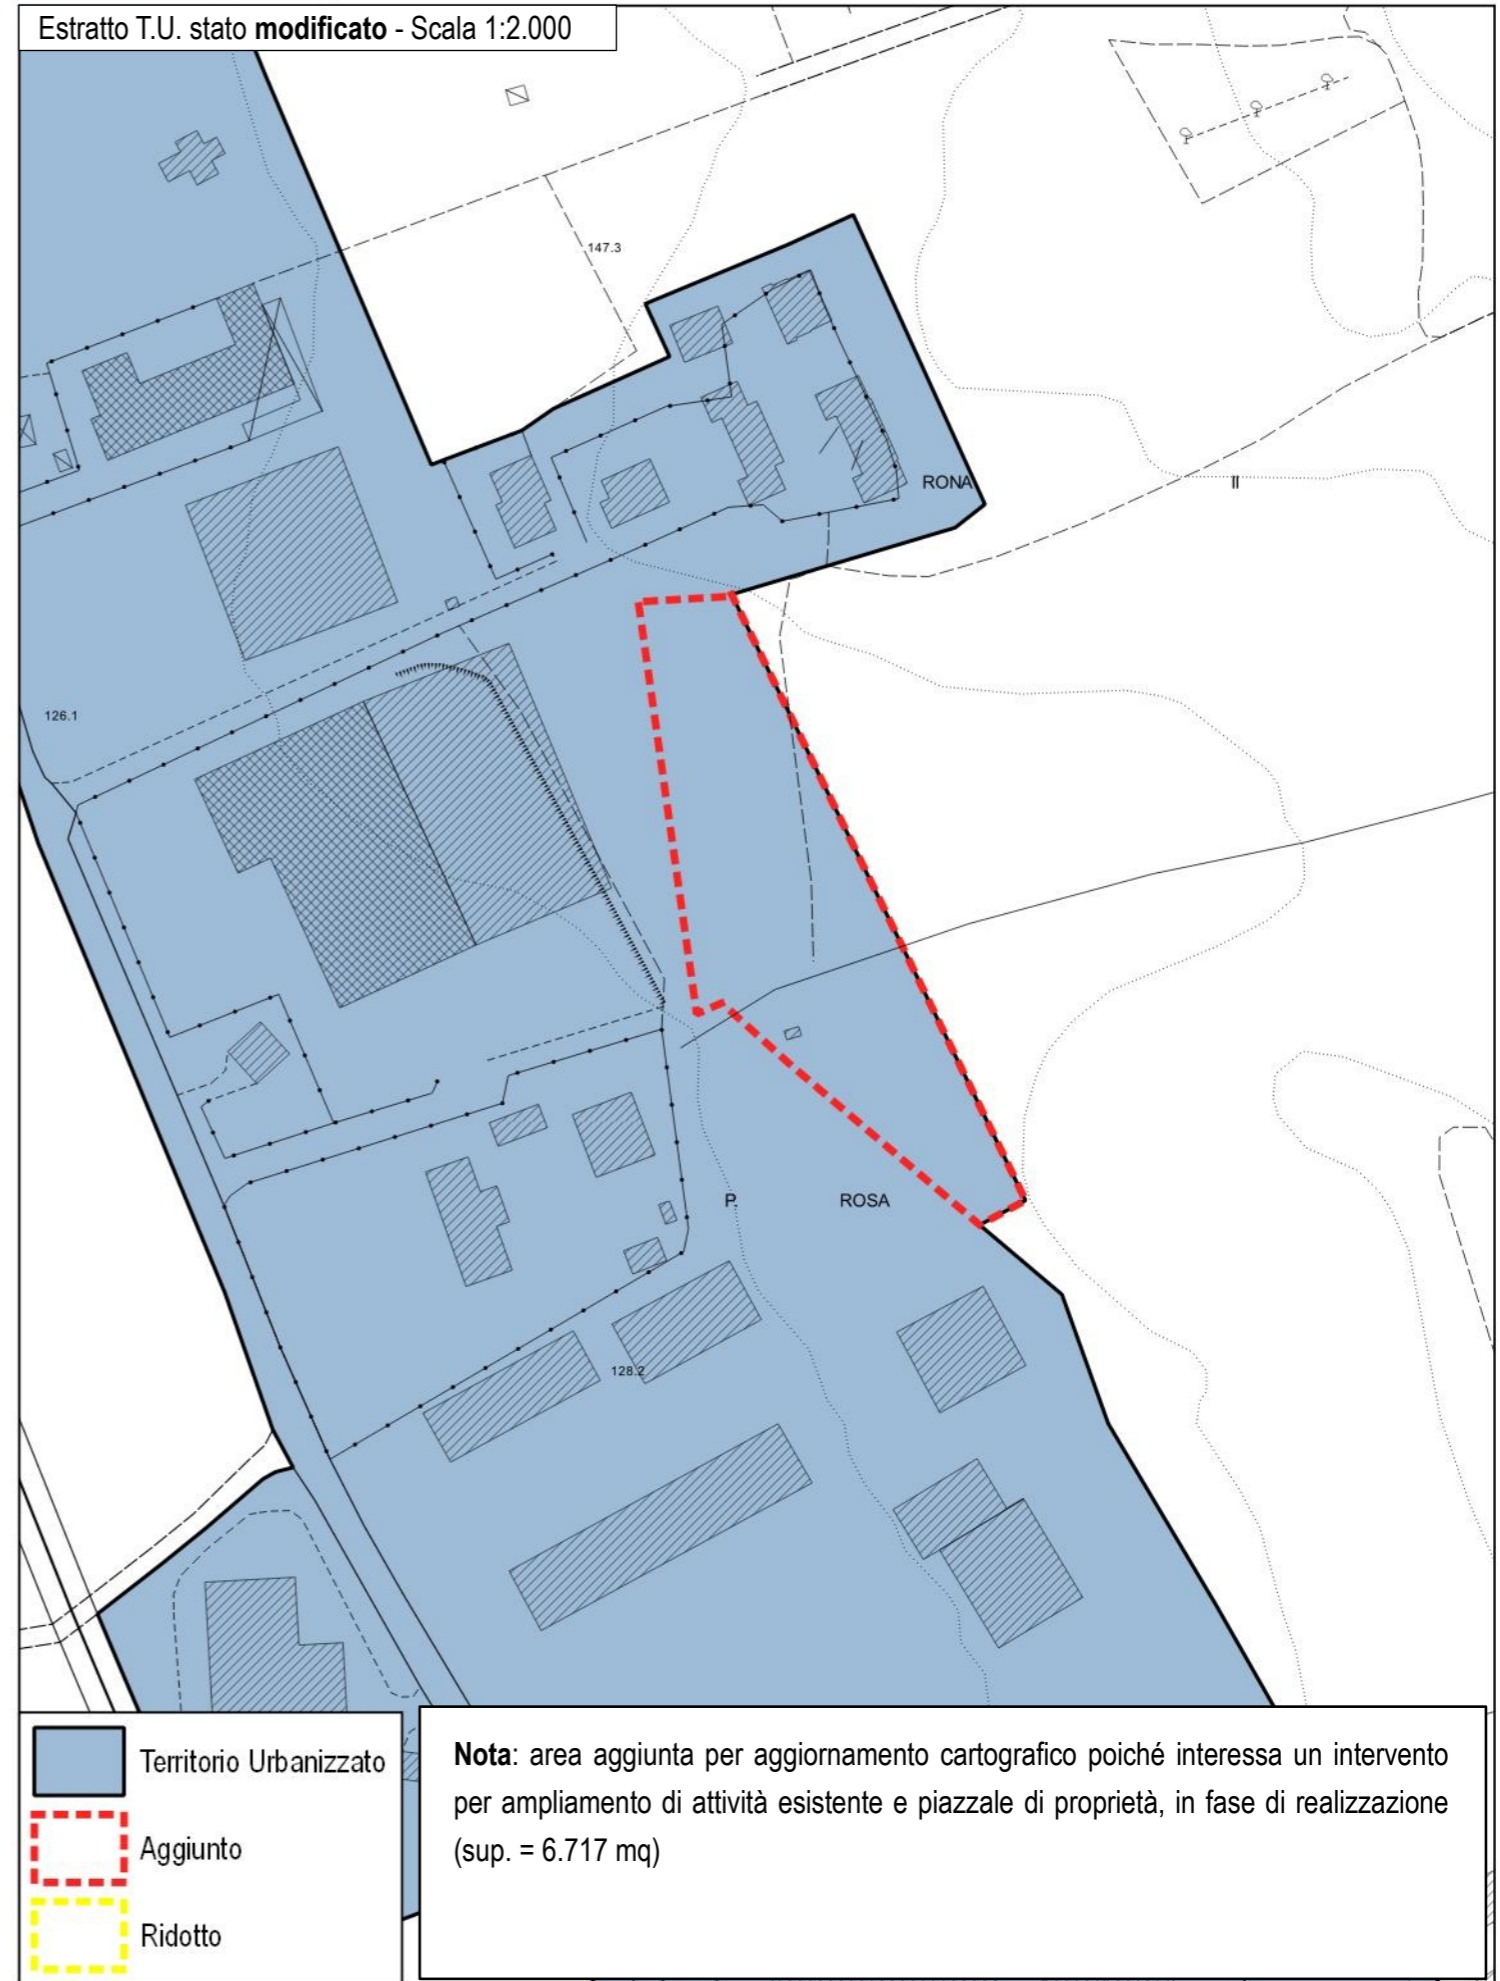 Estratto T.U. stato modificato - Scala 1:2.000
147.3
RONA
II
126.1
P. ROSA
128.2
Territorio Urbanizzato
Aggiunto
Ridotto
Nota: area aggiunta per aggiornamento cartografico poiché interessa un intervento
per ampliamento di attività esistente e piazzale di proprietà, in fase di realizzazione
(sup. = 6.717 mq)